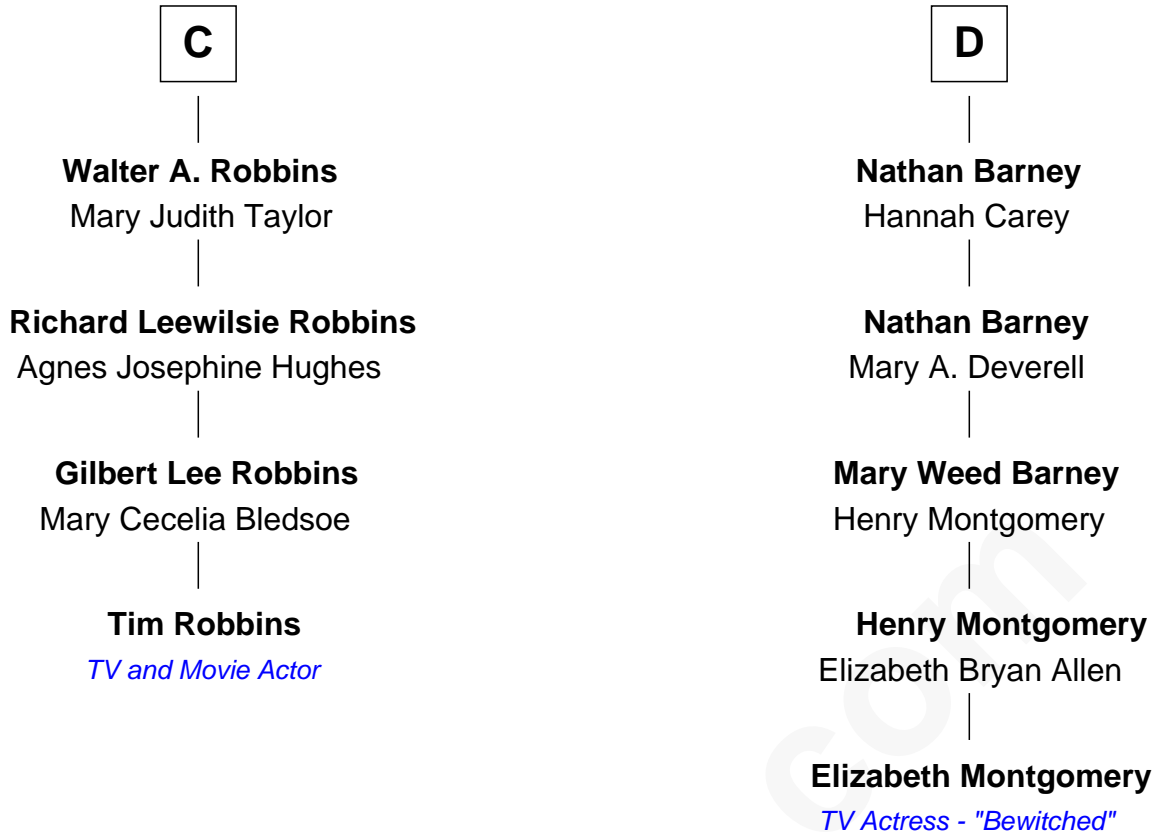 C
Walter A. Robbins
Mary Judith Taylor
Richard Leewilsie Robbins
Agnes Josephine Hughes
Gilbert Lee Robbins
Mary Cecelia Bledsoe
Tim Robbins
TV and Movie Actor
D
Nathan Barney
Hannah Carey
Nathan Barney
Mary A. Deverell
Mary Weed Barney
Henry Montgomery
Henry Montgomery
Elizabeth Bryan Allen
Elizabeth Montgomery
TV Actress - "Bewitched"
com